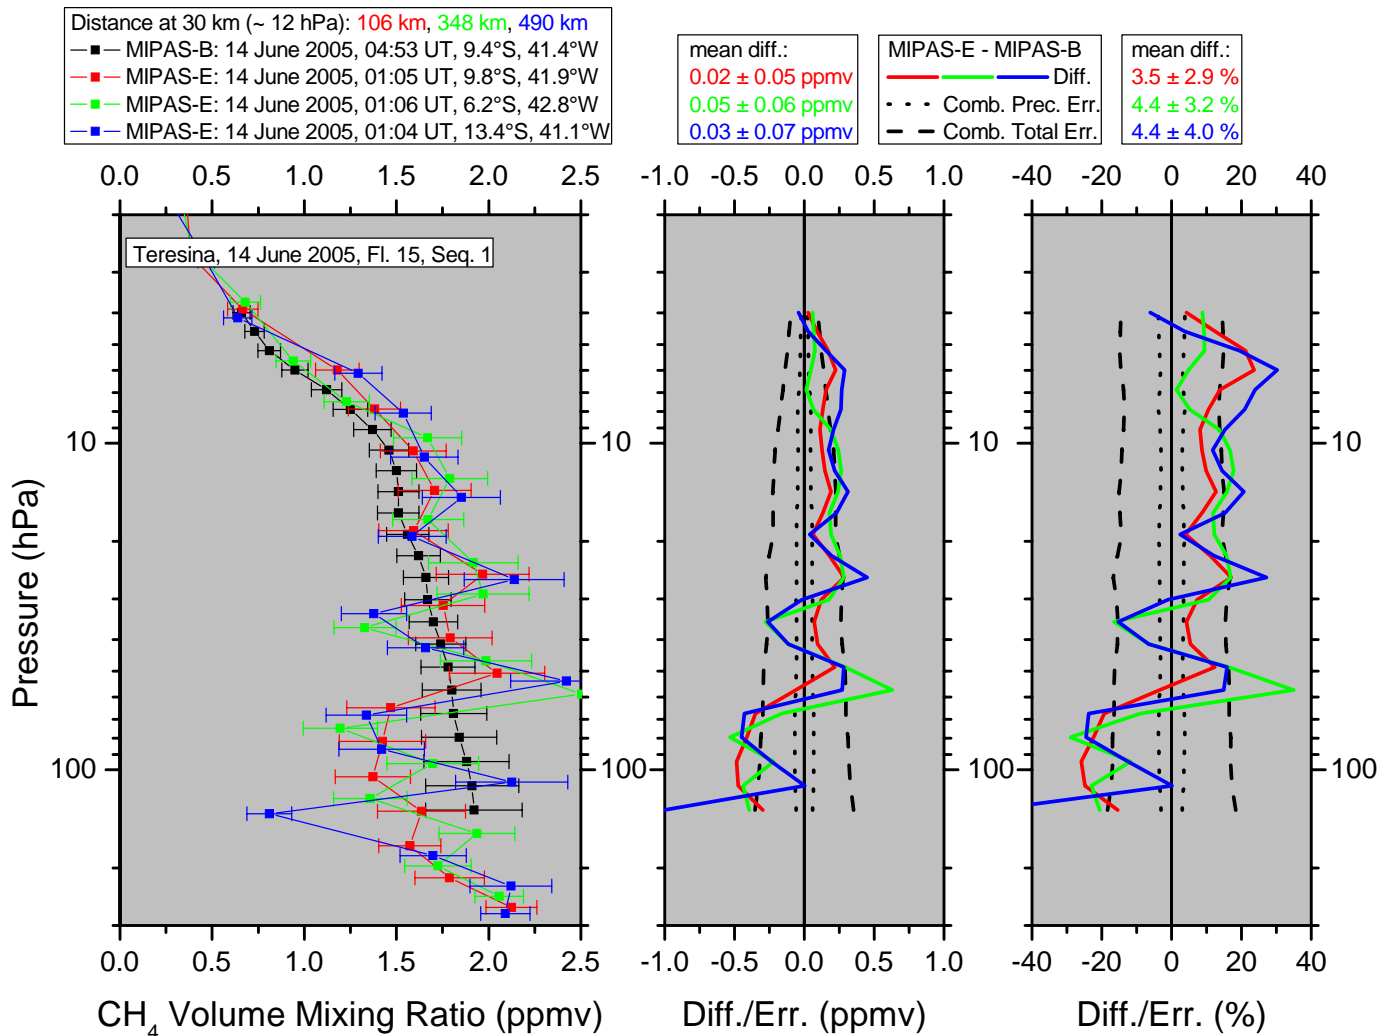 Distance at 30 km (~ 12 hPa): 106 km, 348 km, 490 km
MIPAS-B: 14 June 2005, 04:53 UT, 9.4°S, 41.4°W
MIPAS-E: 14 June 2005, 01:05 UT, 9.8°S, 41.9°W
MIPAS-E: 14 June 2005, 01:06 UT, 6.2°S, 42.8°W
MIPAS-E: 14 June 2005, 01:04 UT, 13.4°S, 41.1°W
mean diff.:
0.02 ± 0.05 ppmv
0.05 ± 0.06 ppmv
0.03 ± 0.07 ppmv
MIPAS-E - MIPAS-B
Diff.
Comb. Prec. Err.
Comb. Total Err.
mean diff.:
3.5 ± 2.9 %
4.4 ± 3.2 %
4.4 ± 4.0 %
0.0 0.5 1.0 1.5 2.0 2.5
-1.0 -0.5 0.0 0.5 1.0
-40 -20 0 20 40
Teresina, 14 June 2005, Fl. 15, Seq. 1
Pressure (hPa)
10
100
10
100
Pressure (hPa)
10
100
0.0 0.5 1.0 1.5 2.0 2.5
-1.0 -0.5 0.0 0.5 1.0
-40 -20 0 20 40
CH4 Volume Mixing Ratio (ppmv)
Diff./Err. (ppmv)
Diff./Err. (%)